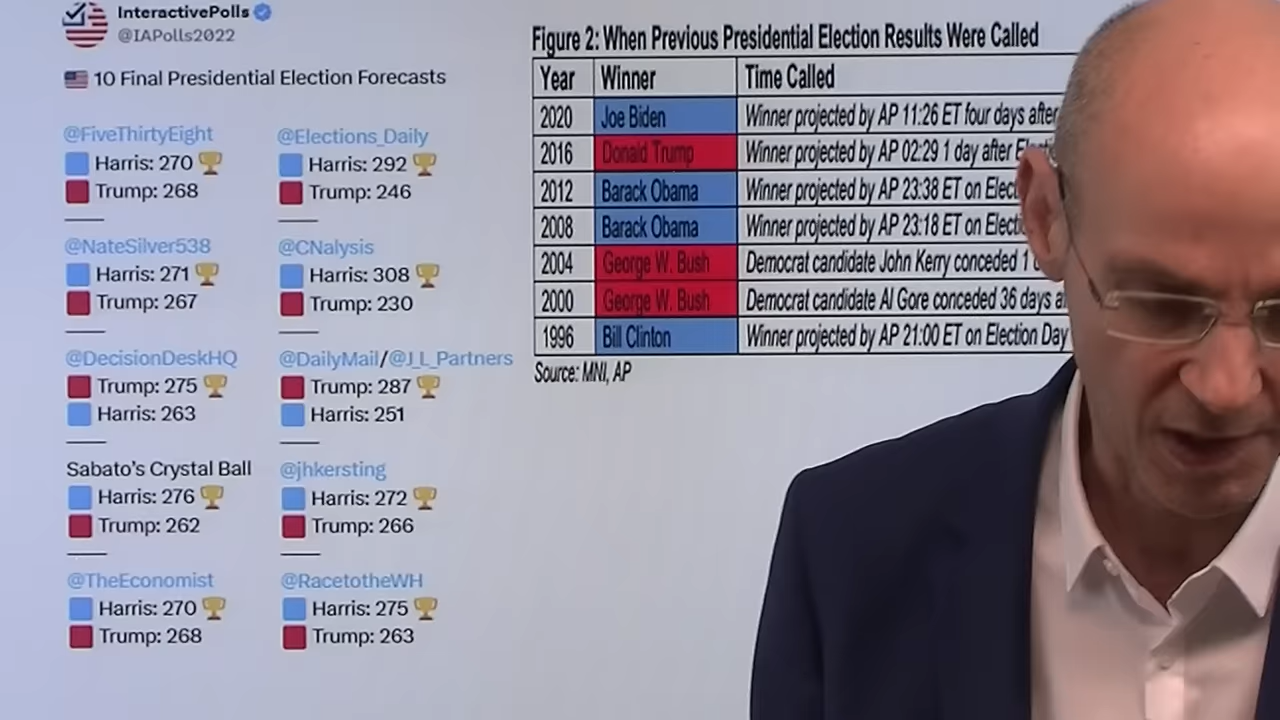 InteractivePolls
@IAPolls2022
10 Final Presidential Election Forecasts
@FiveThirtyEight
Harris: 270
Trump: 268
@NateSilver538
Harris: 271
Trump: 267
@DecisionDeskHQ
Trump: 275
Harris: 263
Sabato's Crystal Ball
Harris: 276
Trump: 262
@TheEconomist
Harris: 270
Trump: 268
@Elections_Daily
Harris: 292
Trump: 246
@CNalysis
Harris: 308
Trump: 230
@DailyMail/@J_L_Partners
Trump: 287
Harris: 251
@jhkersting
Harris: 272
Trump: 266
@RacetotheWH
Harris: 275
Trump: 263
Figure 2: When Previous Presidential Election Results Were Called
Year Winner Time Called
2020 Joe Biden Winner projected by AP 11:26 ET four days after
2016 Donald Trump Winner projected by AP 02:29 1 day after
2012 Barack Obama Winner projected by AP 23:38 ET on
2008 Barack Obama Winner projected by AP 23:18 ET on
2004 George W. Bush Democrat candidate John Kerry conceded 1
2000 George W. Bush Democrat candidate Al Gore conceded 36 days
1996 Bill Clinton Winner projected by AP 21:00 ET on Election Day
Source: MNI, AP